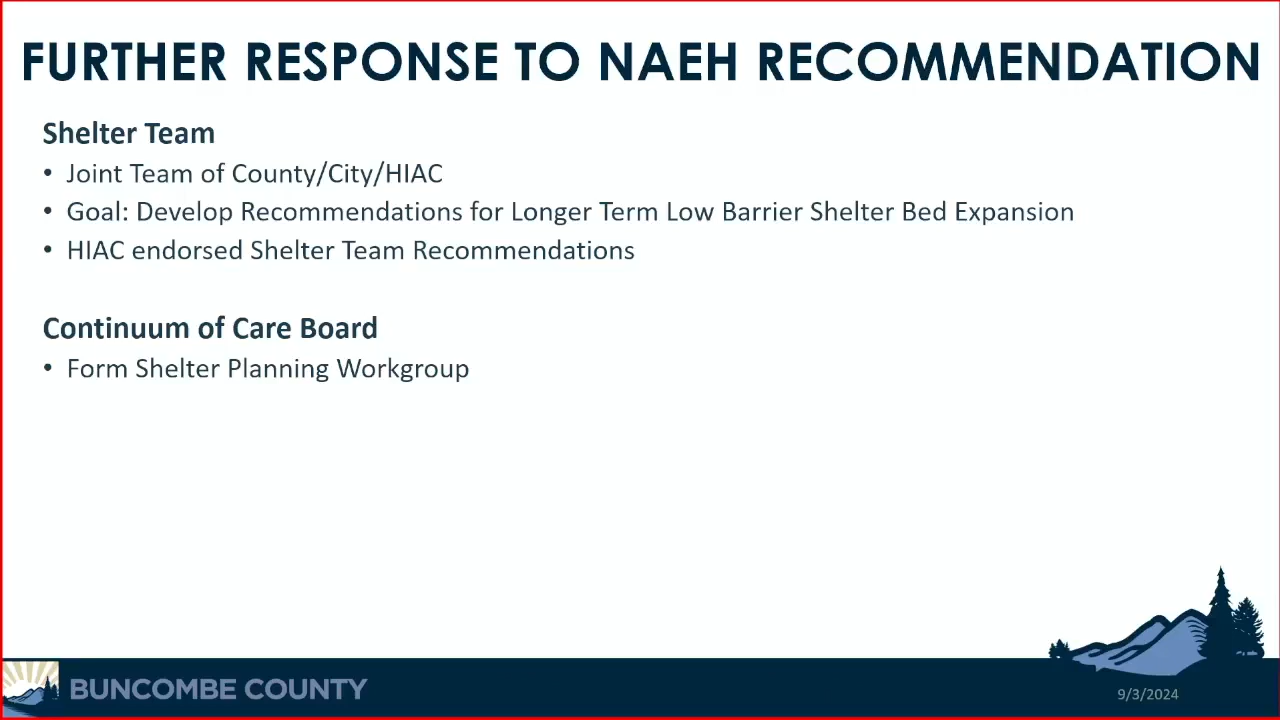 FURTHER RESPONSE TO NAEH RECOMMENDATION
Shelter Team
• Joint Team of County/City/HIAC
• Goal: Develop Recommendations for Longer Term Low Barrier Shelter Bed Expansion
• HIAC endorsed Shelter Team Recommendations
Continuum of Care Board
• Form Shelter Planning Workgroup
BUNCOMBE COUNTY
9/3/2024